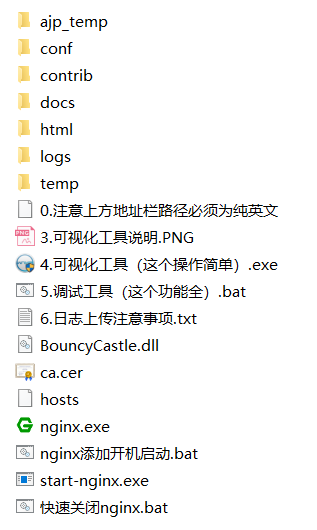 ajp_temp
conf
contrib
docs
html
logs
temp
0.注意上方地址栏路径必须为纯英文
3.可视化工具说明.PNG
4.可视化工具（这个操作简单）.exe
5.调试工具（这个功能全）.bat
6.日志上传注意事项.txt
BouncyCastle.dll
ca.cer
hosts
nginx.exe
nginx添加开机启动.bat
start-nginx.exe
快速关闭nginx.bat